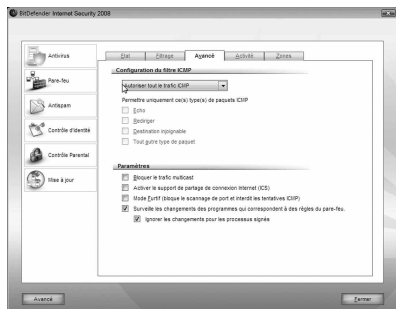 BitDefender Internet Security 2008
Antivirus
Pare-feu
Antispam
Contrôle d'identité
Contrôle Parental
Mise à jour
Etat Filtrage Avancé Activité Zones
Configuration du filtre ICMP
Autoriser tout le trafic ICMP
Permettre uniquement ce(s) type(s) de paquets ICMP
Echo
Rediriger
Destination injoignable
Tout autre type de paquet
Paramètres
Bloquer le trafic multicast
Activer le support de partage de connexion Internet (ICS)
Mode Furtif (bloque le scannage de port et interdit les tentatives ICMP)
Surveille les changements des programmes qui correspondent à des règles du pare-feu.
Ignorer les changements pour les processus signés
Avancé
Fermer